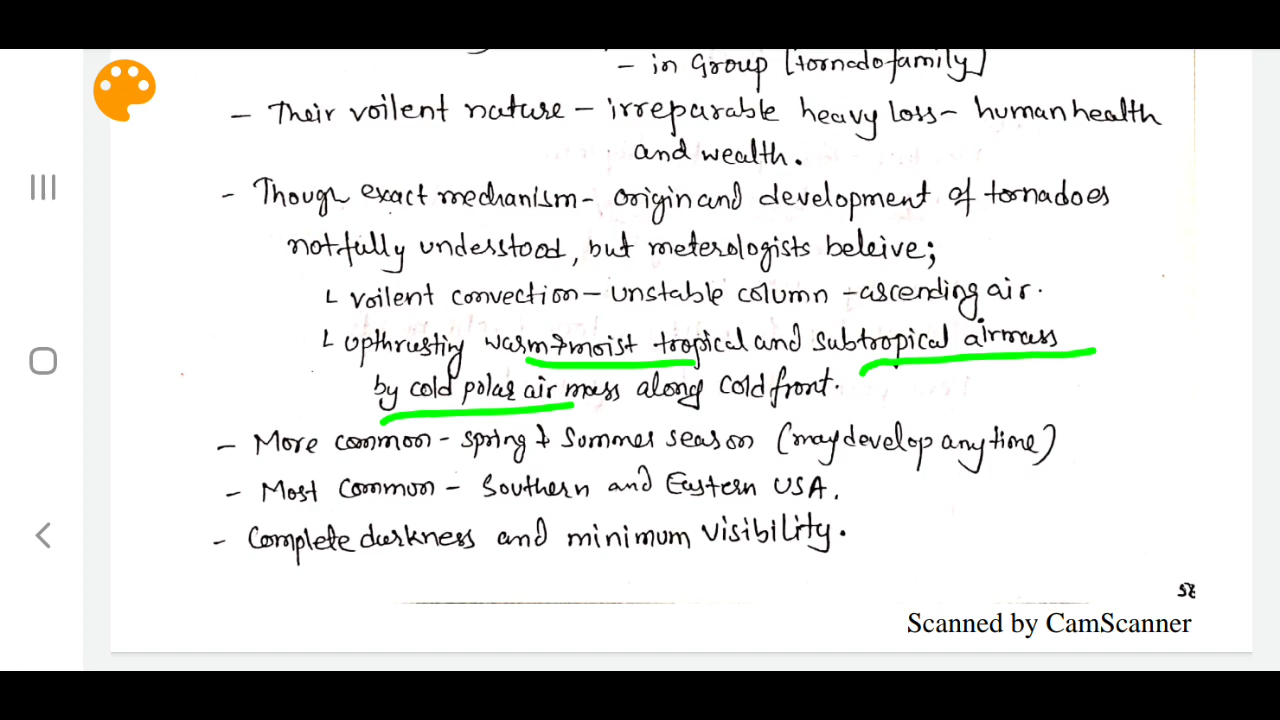 - in Group [tornado family]
- Their voilent nature - irreparable heavy loss - human health
and wealth.
- Though exact mechanism - origin and development of tornadoes
not fully understood, but meterologists beleive;
└ voilent convection - unstable column - ascending air.
└ upthrusting warm & moist tropical and subtropical airmass
by cold polar air mass along cold front.
- More common - spring & Summer season (may develop any time)
- Most Common - Southern and Eastern USA.
- Complete darkness and minimum visibility.
58
Scanned by CamScanner